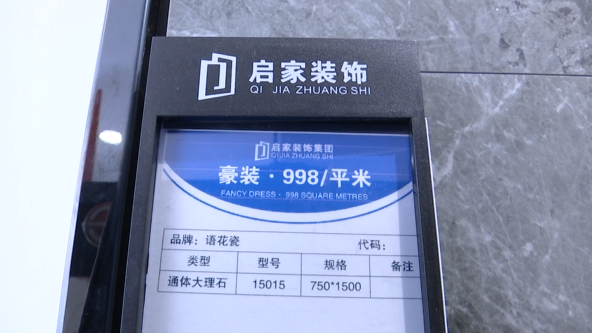 启家装饰
QI JIA ZHUANG SHI
启家装饰集团
QI JIA ZHUANG SHI
豪装·998/平米
FANCY DRESS · 998 SQUARE METRES
品牌：语花瓷 代码：
类型 型号 规格 备注
通体大理石 15015 750*1500